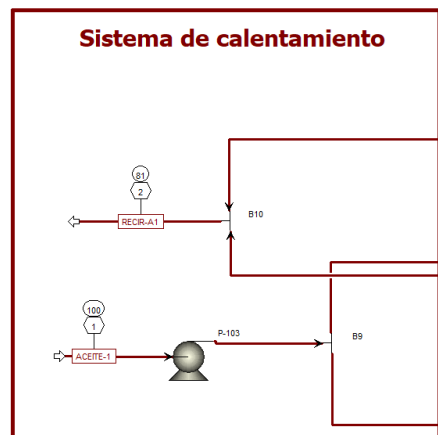 Sistema de calentamiento
81
2
B10
RECIR-A1
100
1
P-103
B9
ACEITE-1